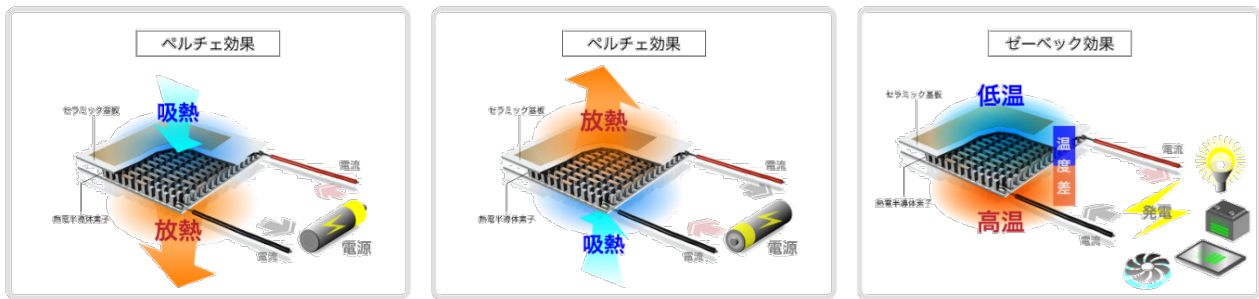 ペルチェ効果
吸熱
セラミック基板
電流
熱電半導体素子
放熱
電流
電源
ペルチェ効果
放熱
セラミック基板
電流
熱電半導体素子
吸熱
電流
電源
ゼーベック効果
低温
セラミック基板
温度差
電流
熱電半導体素子
発電
高温
電流